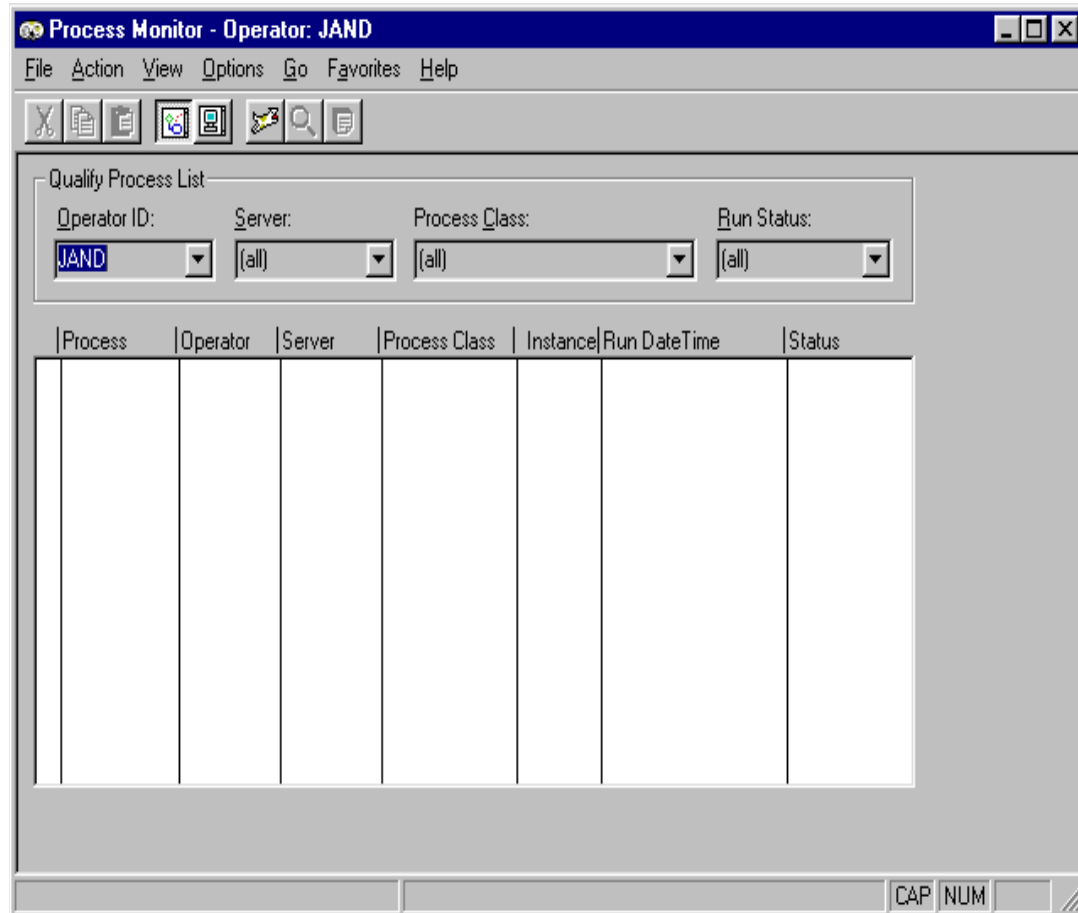 Process Monitor - Operator: JAND
File Action View Options Go Favorites Help
Qualify Process List
Operator ID: Server: Process Class: Run Status:
JAND (all) (all) (all)
Process Operator Server Process Class Instance Run DateTime Status
CAP NUM